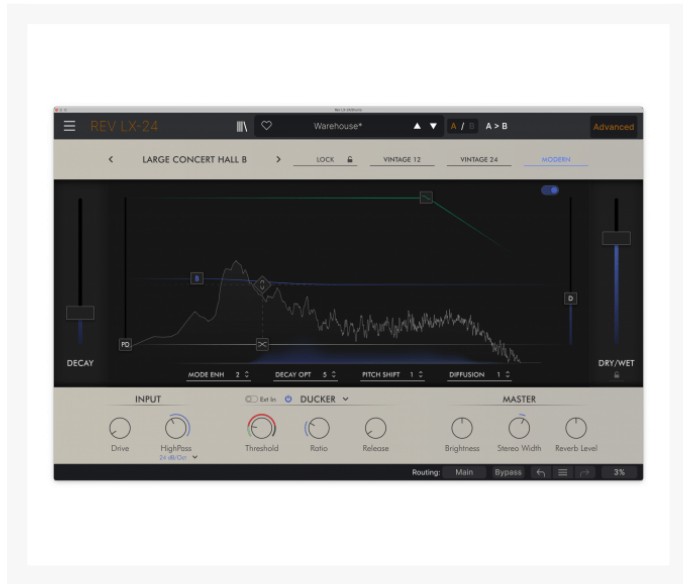 REV LX-24 Warehouse* A / B A > B Advanced
LARGE CONCERT HALL B LOCK VINTAGE 12 VINTAGE 24 MODERN
B
D
PD
DECAY DRY/WET
MODE ENH 2 DECAY OPT 5 PITCH SHIFT 1 DIFFUSION 1
INPUT Ext In DUCKER MASTER
Drive HighPass Threshold Ratio Release Brightness Stereo Width Reverb Level
24 dB/Oct
Routing: Main Bypass 3%